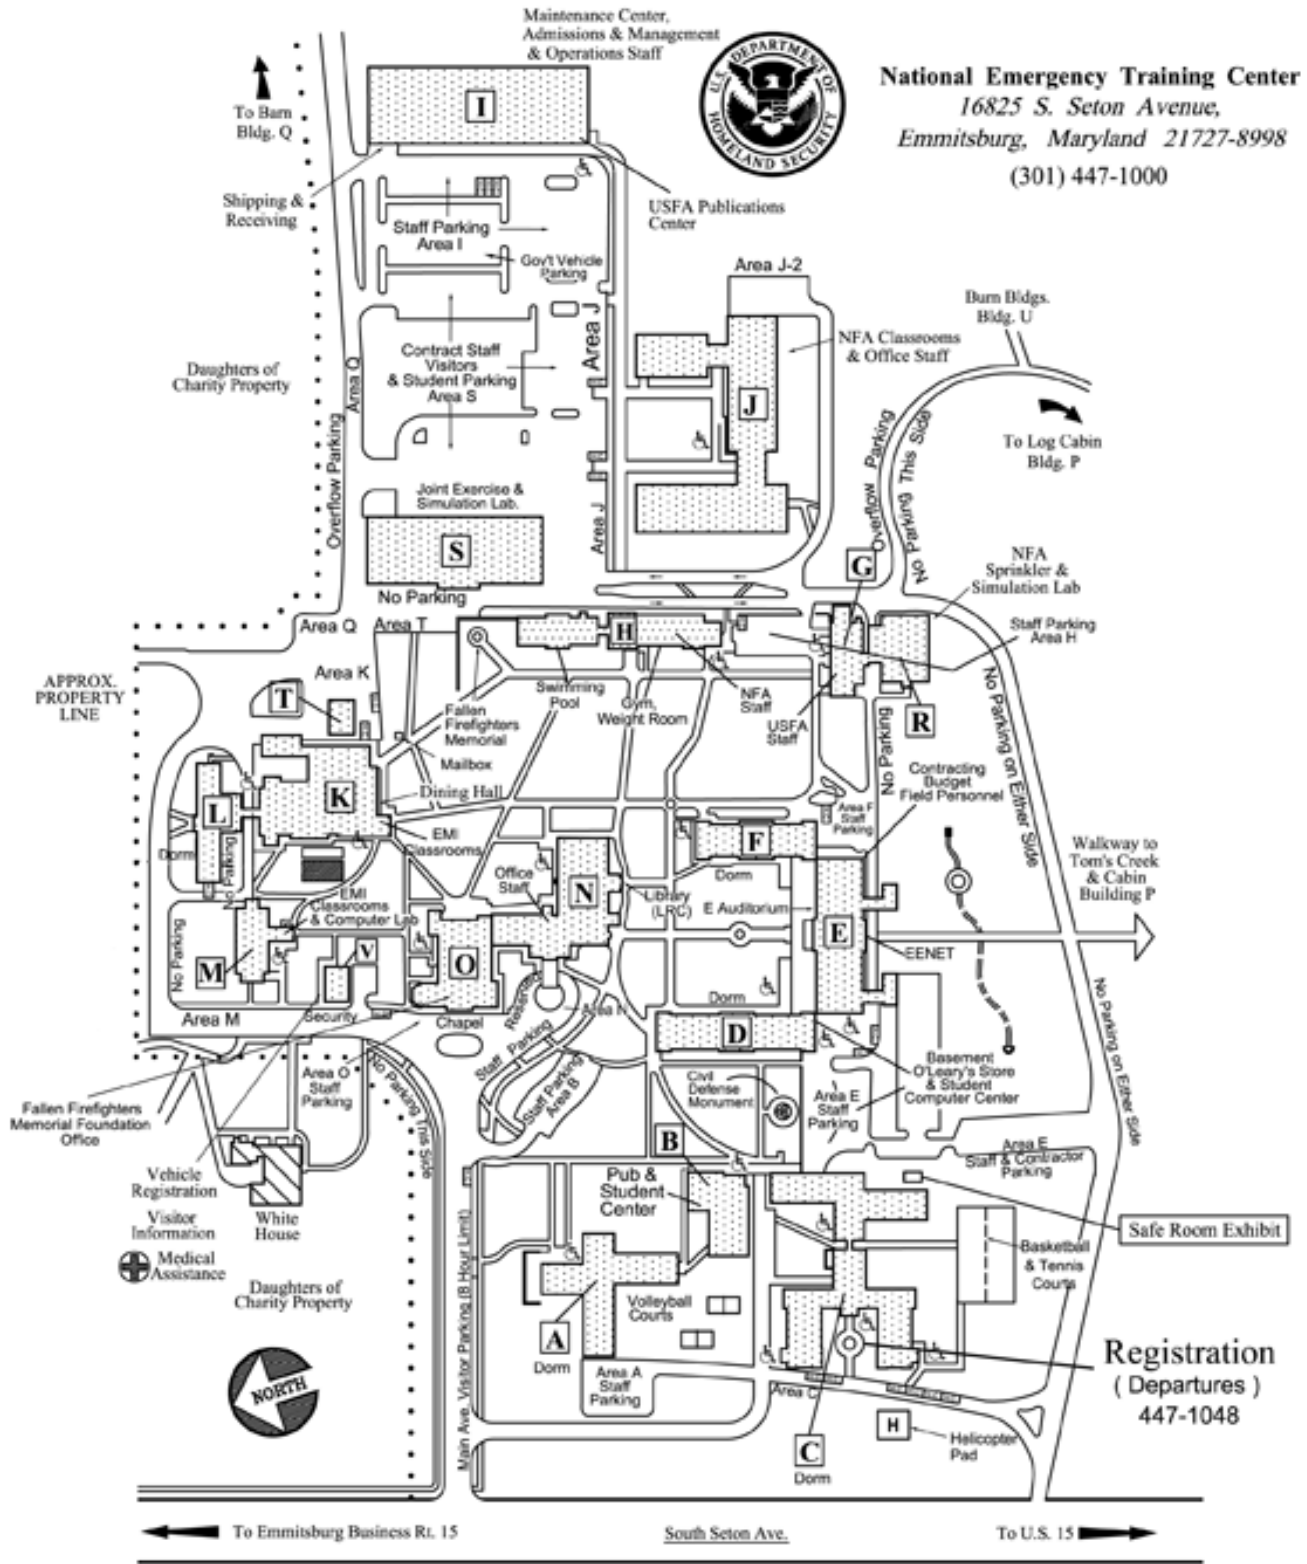 Maintenance Center,
Admissions & Management
& Operations Staff
U.S. DEPARTMENT OF
HOMELAND SECURITY
National Emergency Training Center
16825 S. Seton Avenue,
Emmitsburg, Maryland 21727-8998
(301) 447-1000
To Barn
Bldg. Q
I
Shipping &
Receiving
USFA Publications
Center
Staff Parking
Area I
Gov't Vehicle
Parking
Area J-2
Burn Bldgs.
Bldg. U
Area J
NFA Classrooms
& Office Staff
Contract Staff
Visitors
& Student Parking
Area S
Daughters of
Charity Property
Area Q
Overflow Parking
J
Overflow Parking
No Parking This Side
To Log Cabin
Bldg. P
Joint Exercise &
Simulation Lab.
Area J
S
G
NFA
Sprinkler &
Simulation Lab
No Parking
Area Q
Area T
H
Staff Parking
Area H
APPROX.
PROPERTY
LINE
Area K
T
Swimming
Pool
Gym,
Weight Room
NFA
Staff
USFA
Staff
R
No Parking
No Parking on Either Side
Fallen
Firefighters
Memorial
Mailbox
Contracting
Budget
Field Personnel
K
Dining Hall
L
EMI
Classrooms
Area F
Staff
Parking
F
Dorm
No Parking
Office
Staff
N
Dorm
Library
(LRC)
E Auditorium
E
EENET
Walkway to
Tom's Creek
& Cabin
Building P
EMI
Classrooms
& Computer Lab
No Parking
M
V
O
Area M
Security
Chapel
Reserved
Area N
Dorm
D
No Parking on Either Side
Staff Parking
Staff Parking
Area B
Area O
Staff
Parking
No Parking This Side
Civil
Defense
Monument
Area E
Staff
Parking
Basement
O'Leary's Store
& Student
Computer Center
Fallen Firefighters
Memorial Foundation
Office
B
Area E
Staff & Contractor
Parking
Vehicle
Registration
Visitor
Information
Medical
Assistance
White
House
Pub &
Student
Center
Safe Room Exhibit
Basketball
& Tennis
Courts
Daughters of
Charity Property
Volleyball
Courts
A
Dorm
Main Ave. Visitor Parking (8 Hour Limit)
NORTH
Area A
Staff
Parking
Area C
Registration
( Departures )
447-1048
C
Dorm
H
Helicopter
Pad
To Emmitsburg Business Rt. 15
South Seton Ave.
To U.S. 15